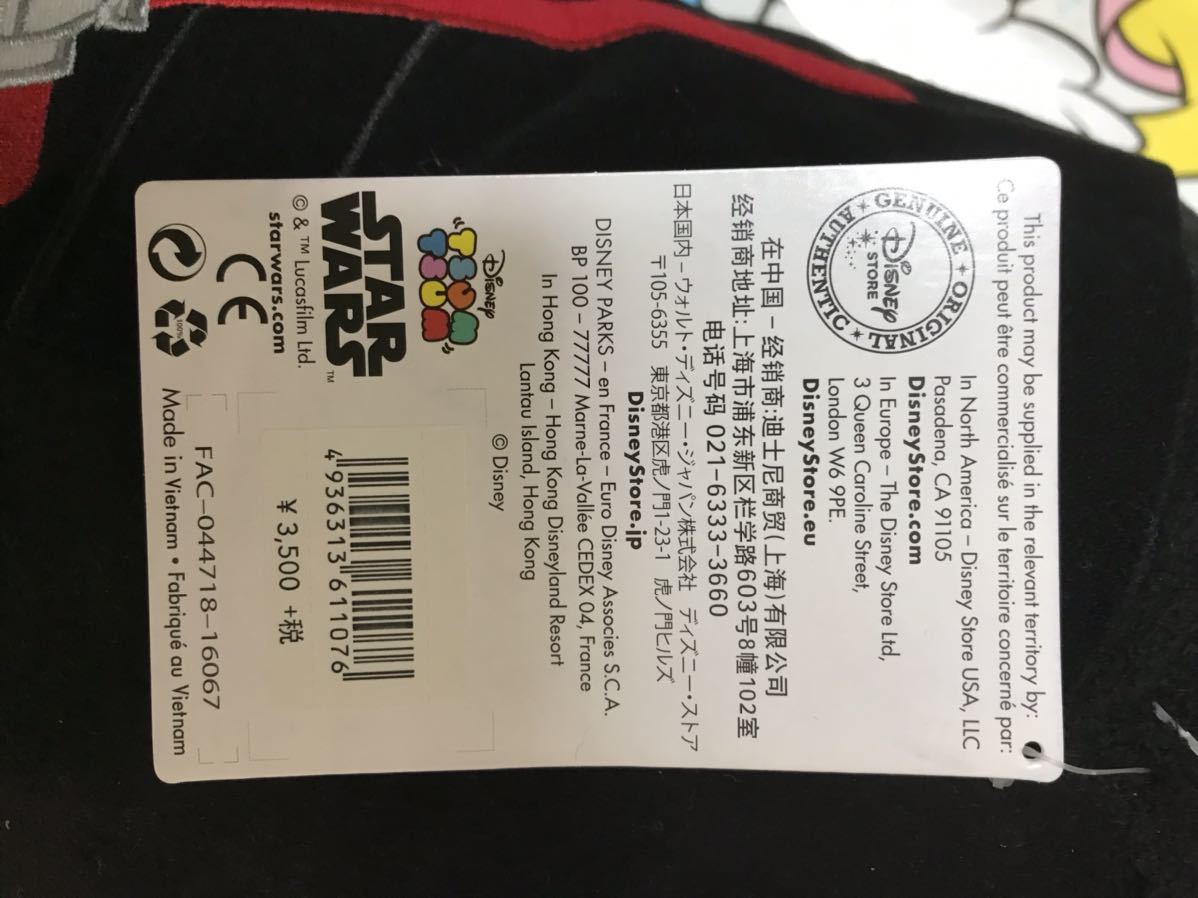 This product may be supplied in the relevant territory by:
Ce produit peut être commercialisé sur le territoire concerné par:
GENUINE ORIGINAL AUTHENTIC
Disney
STORE
In North America – Disney Store USA, LLC
Pasadena, CA 91105
DisneyStore.com
In Europe – The Disney Store Ltd,
3 Queen Caroline Street,
London W6 9PE.
DisneyStore.eu
在中国－经销商:迪士尼商贸(上海)有限公司
经销商地址:上海市浦东新区栏学路603号8幢102室
电话号码 021-6333-3660
日本国内－ウォルト・ディズニー・ジャパン株式会社 ディズニー・ストア
〒105-6355 東京都港区虎ノ門1-23-1 虎ノ門ヒルズ
DisneyStore.jp
DISNEY PARKS – en France – Euro Disney Associes S.C.A.
BP 100 – 77777 Marne-La-Vallée CEDEX 04, France
In Hong Kong – Hong Kong Disneyland Resort
Lantau Island, Hong Kong
© Disney
Disney
"TSUM
TSUM"
STAR
WARS™
© & ™ Lucasfilm Ltd.
starwars.com
CE
100%
4936313611076
¥ 3,500 +税
FAC–044718–16067
Made in Vietnam • Fabriqué au Vietnam